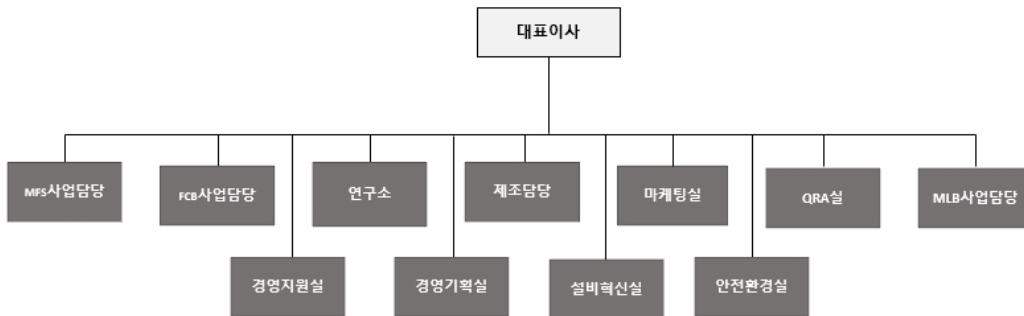 대표이사
MFS사업담당
FCB사업담당
연구소
제조담당
마케팅실
QRA실
MLB사업담당
경영지원실
경영기획실
설비혁신실
안전환경실